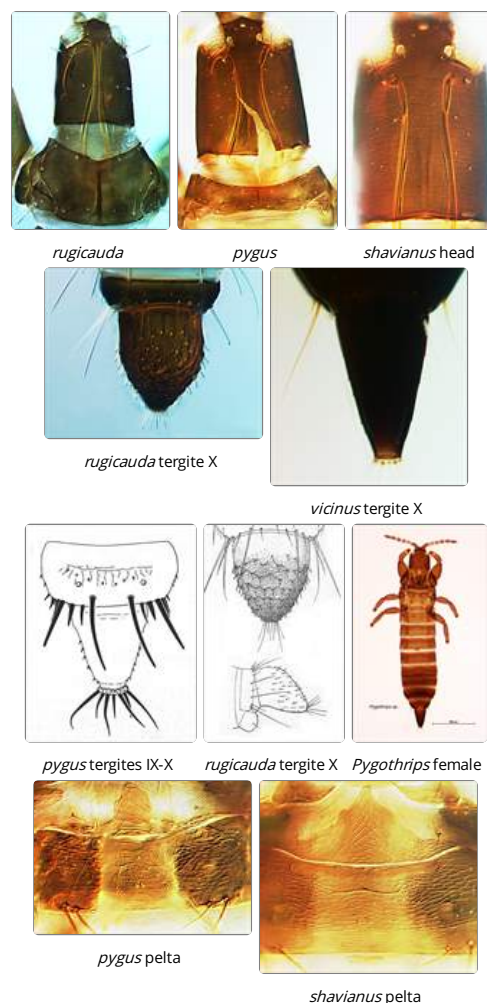 rugicauda
pygus
shavianus head
rugicauda tergite X
vicinus tergite X
pygus tergites IX-X
rugicauda tergite X
Pygothrips female
pygus pelta
shavianus pelta